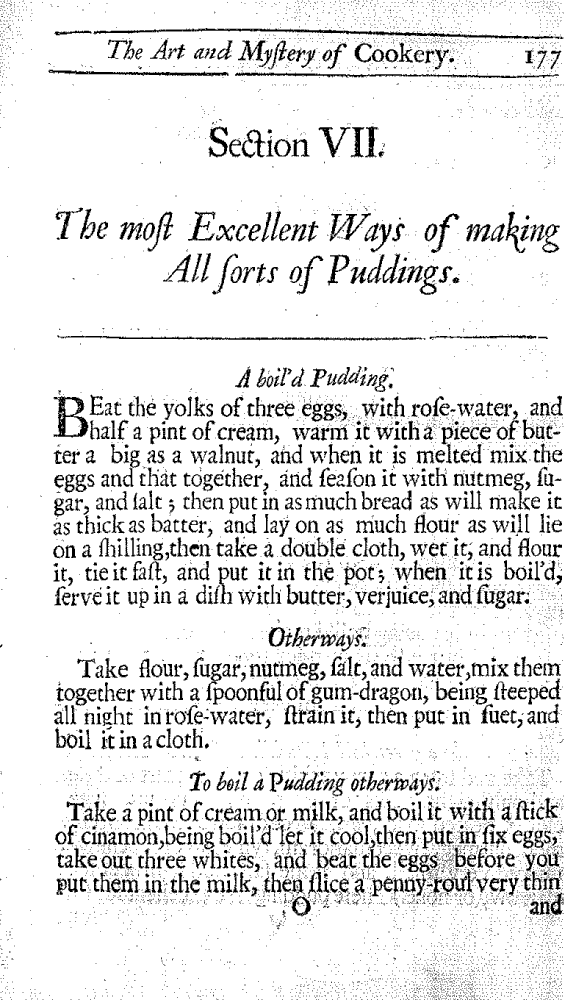 The Art and Myſtery of Cookery. 177
Section VII.
The moſt Excellent Ways of making
All ſorts of Puddings.
A boil'd Pudding.
BEat the yolks of three eggs, with roſe-water, and
half a pint of cream, warm it with a piece of but-
ter a big as a walnut, and when it is melted mix the
eggs and that together, and ſeaſon it with nutmeg, ſu-
gar, and ſalt; then put in as much bread as will make it
as thick as batter, and lay on as much flour as will lie
on a ſhilling,then take a double cloth, wet it, and flour
it, tie it faſt, and put it in the pot; when it is boil'd,
ſerve it up in a diſh with butter, verjuice, and ſugar.
Otherways.
Take flour, ſugar, nutmeg, ſalt, and water,mix them
together with a ſpoonful of gum-dragon, being ſteeped
all night in roſe-water, ſtrain it, then put in ſuet, and
boil it in a cloth.
To boil a Pudding otherways.
Take a pint of cream or milk, and boil it with a ſtick
of cinamon,being boil'd let it cool,then put in ſix eggs,
take out three whites, and beat the eggs before you
put them in the milk, then ſlice a penny-roul very thin
O and